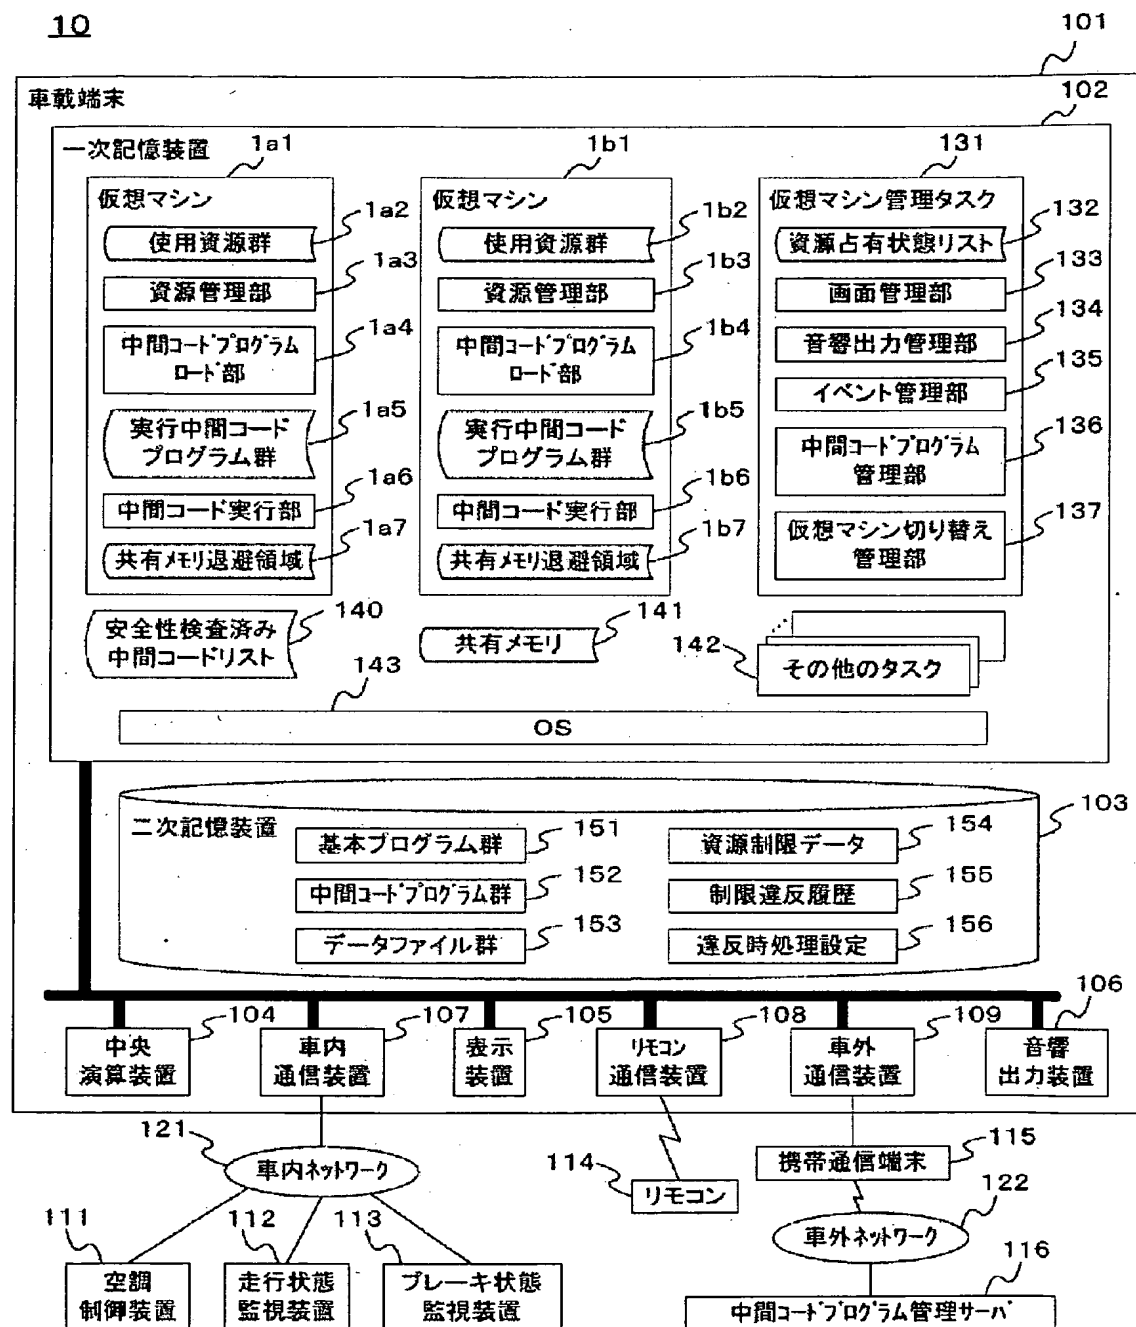 10
101
車載端末
102
一次記憶装置
1a1
1b1
131
仮想マシン
仮想マシン
仮想マシン管理タスク
1a2
1b2
132
使用資源群
使用資源群
資源占有状態リスト
1a3
1b3
133
資源管理部
資源管理部
画面管理部
1a4
1b4
134
中間コードプログラム
ロード部
中間コードプログラム
ロード部
音響出力管理部
135
イベント管理部
1a5
1b5
136
実行中間コード
プログラム群
実行中間コード
プログラム群
中間コードプログラム
管理部
1a6
1b6
137
中間コード実行部
中間コード実行部
仮想マシン切り替え
管理部
1a7
1b7
共有メモリ退避領域
共有メモリ退避領域
140
141
142
安全性検査済み
中間コードリスト
共有メモリ
その他のタスク
143
OS
103
二次記憶装置
151
154
基本プログラム群
資源制限データ
152
155
中間コードプログラム群
制限違反履歴
153
156
データファイル群
違反時処理設定
104
107
105
108
109
106
中央
演算装置
車内
通信装置
表示
装置
リモコン
通信装置
車外
通信装置
音響
出力装置
121
車内ネットワーク
114
リモコン
115
携帯通信端末
122
車外ネットワーク
111
112
113
116
空調
制御装置
走行状態
監視装置
ブレーキ状態
監視装置
中間コードプログラム管理サーバ